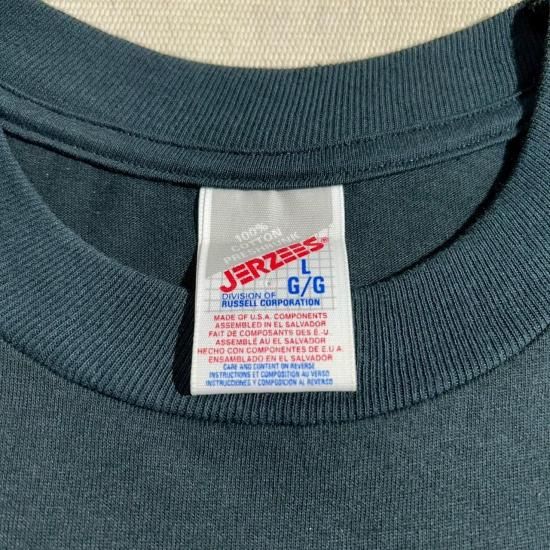 100%
COTTON
PRESHRUNK
JERZEES®
L
G/G
DIVISION OF
RUSSELL CORPORATION
MADE OF U.S.A. COMPONENTS
ASSEMBLED IN EL SALVADOR
FAIT DE COMPOSANTS DES É.-U.
ASSEMBLÉ AU EL SALVADOR
HECHO CON COMPONENTES DE E.U.A.
ENSAMBLADO EN EL SALVADOR
CARE AND CONTENT ON REVERSE
INSTRUCTIONS ET COMPOSITION AU VERSO
INSTRUCCIONES Y COMPOSICIÓN AL REVERSO